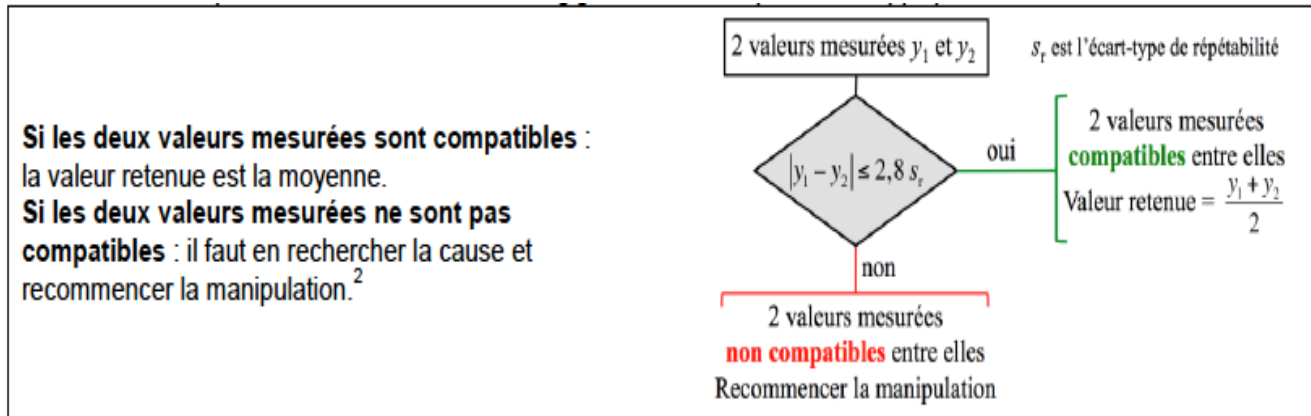 Si les deux valeurs mesurées sont compatibles :
la valeur retenue est la moyenne.
Si les deux valeurs mesurées ne sont pas
compatibles : il faut en rechercher la cause et
recommencer la manipulation.²
2 valeurs mesurées y₁ et y₂
sᵣ est l'écart-type de répétabilité
|y₁ – y₂| ≤ 2,8 sᵣ
oui
2 valeurs mesurées
compatibles entre elles
Valeur retenue = (y₁ + y₂)/2
non
2 valeurs mesurées
non compatibles entre elles
Recommencer la manipulation